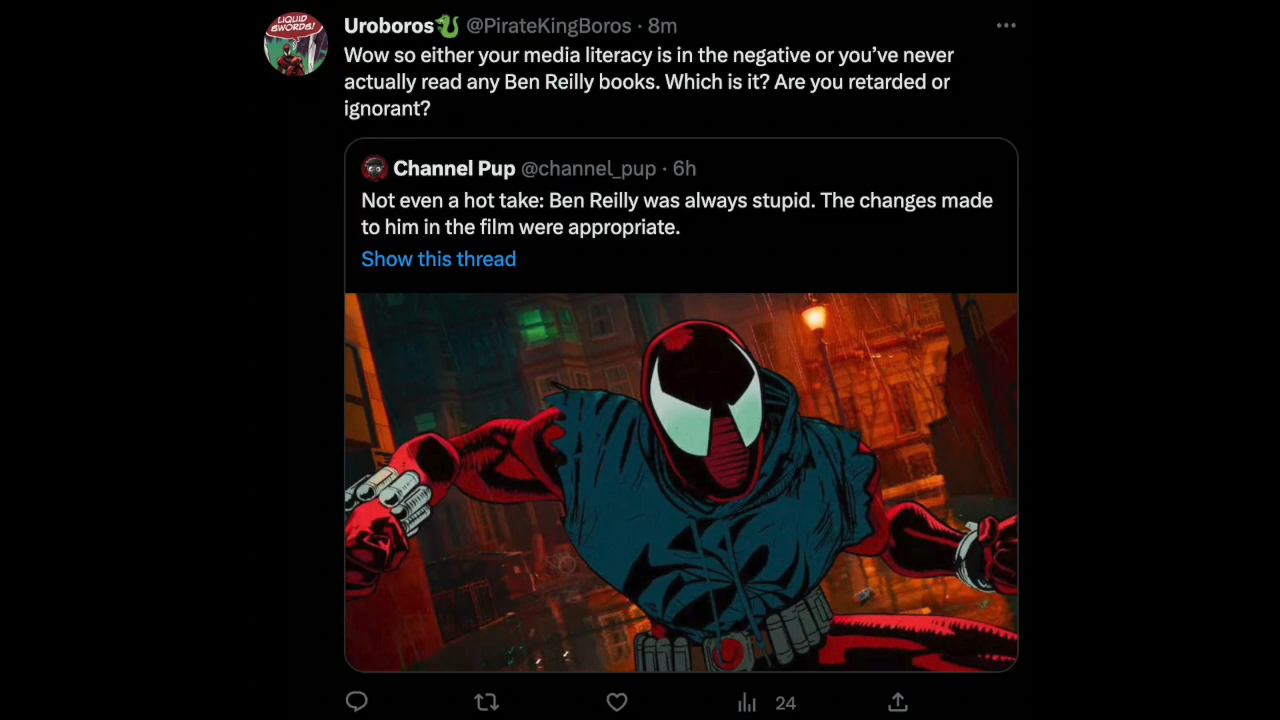 LIQUID
SWORDS!
Uroboros🐉 @PirateKingBoros · 8m
Wow so either your media literacy is in the negative or you’ve never
actually read any Ben Reilly books. Which is it? Are you retarded or
ignorant?
Channel Pup @channel_pup · 6h
Not even a hot take: Ben Reilly was always stupid. The changes made
to him in the film were appropriate.
Show this thread
24